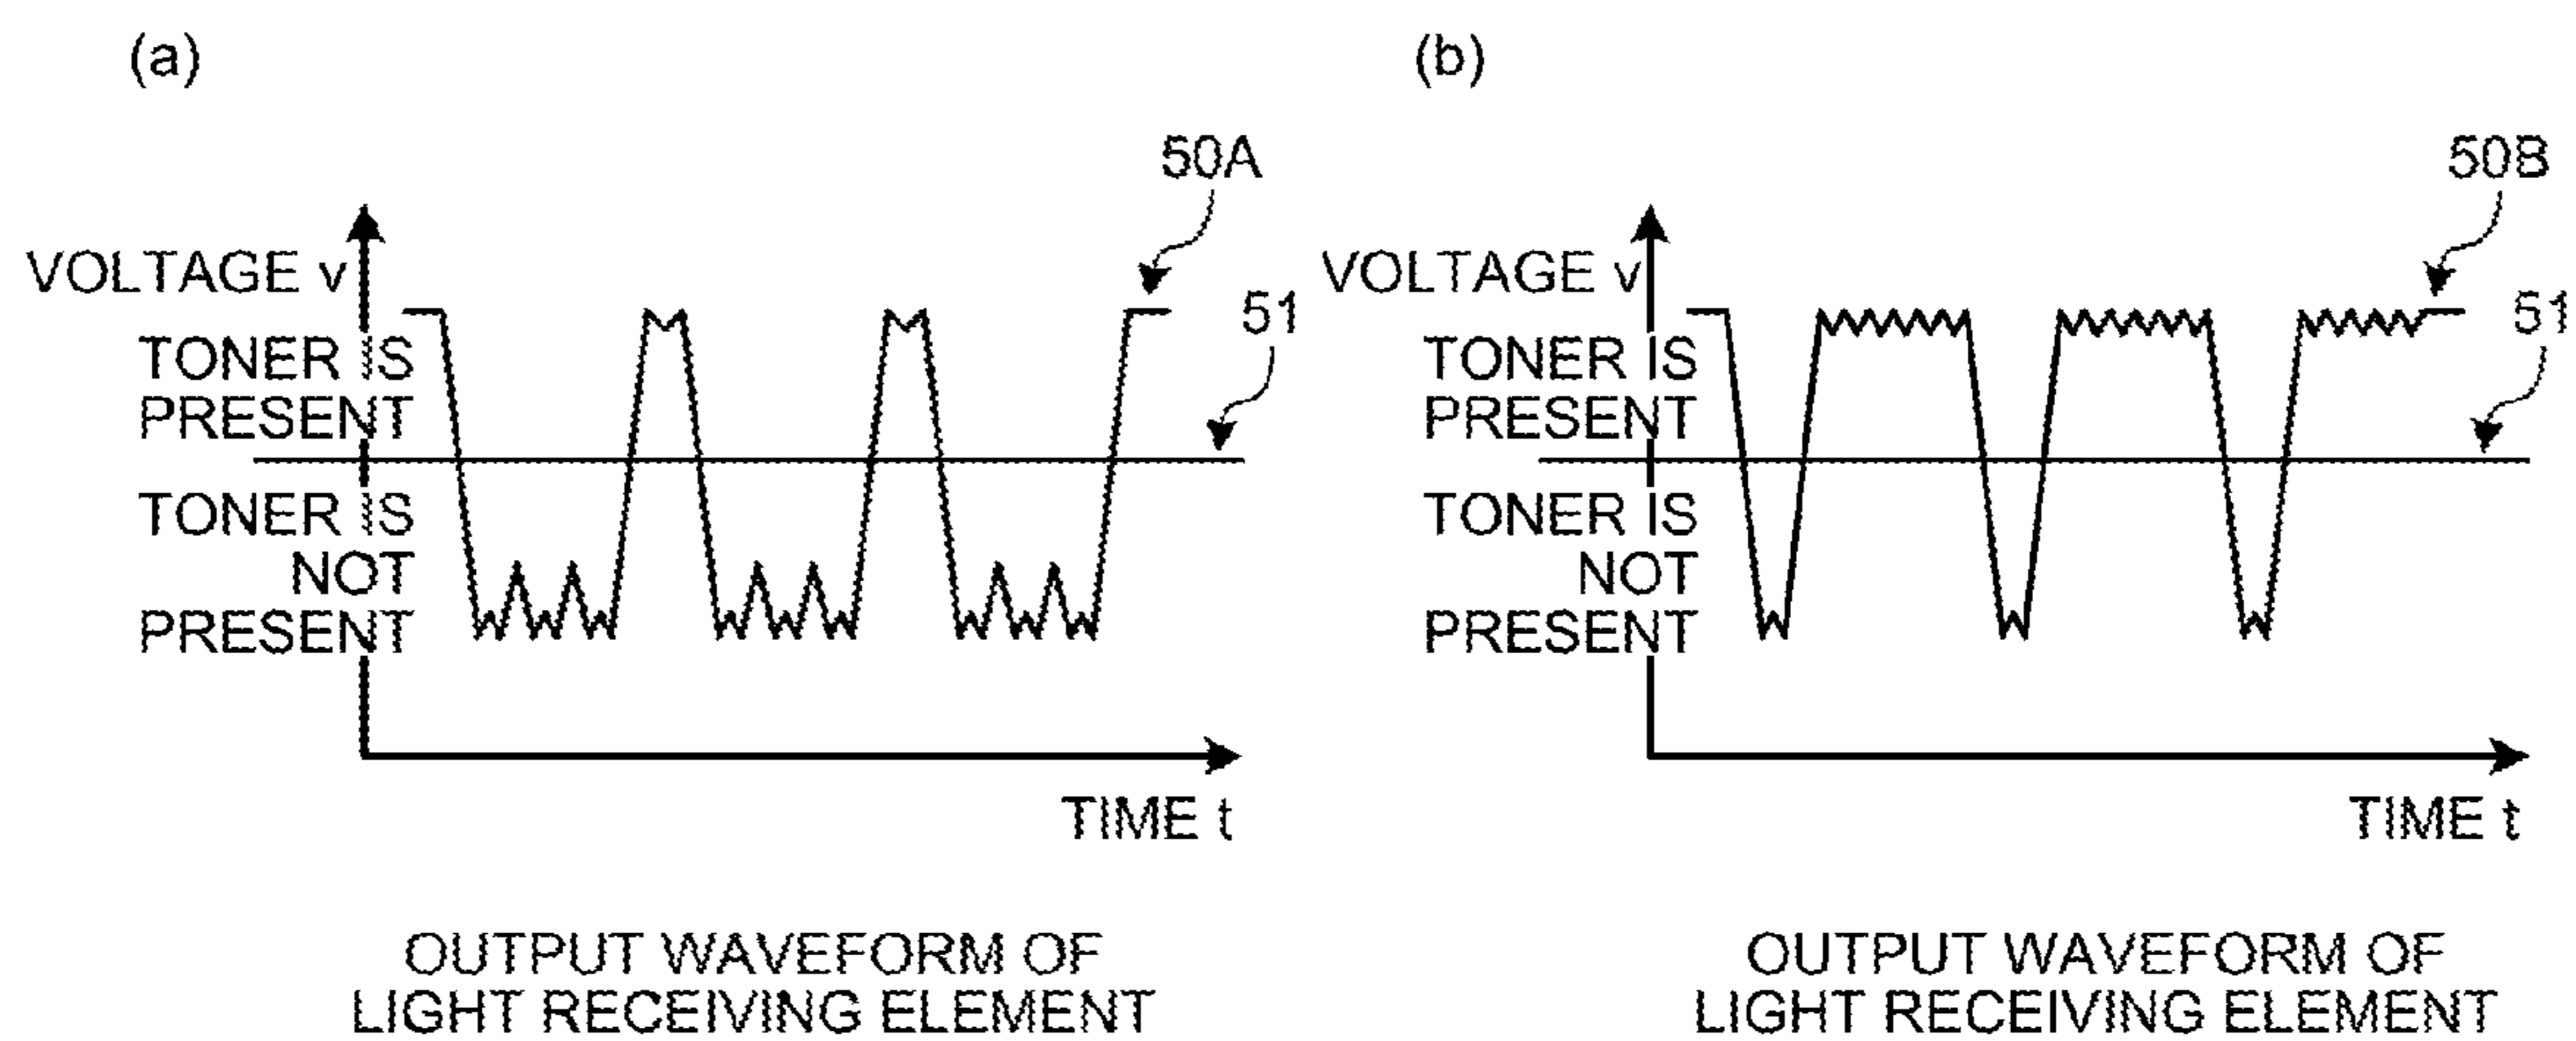 (a)
50A
VOLTAGE v
51
TONER IS
PRESENT
TONER IS
NOT
PRESENT
TIME t
OUTPUT WAVEFORM OF
LIGHT RECEIVING ELEMENT
(b)
50B
VOLTAGE v
51
TONER IS
PRESENT
TONER IS
NOT
PRESENT
TIME t
OUTPUT WAVEFORM OF
LIGHT RECEIVING ELEMENT